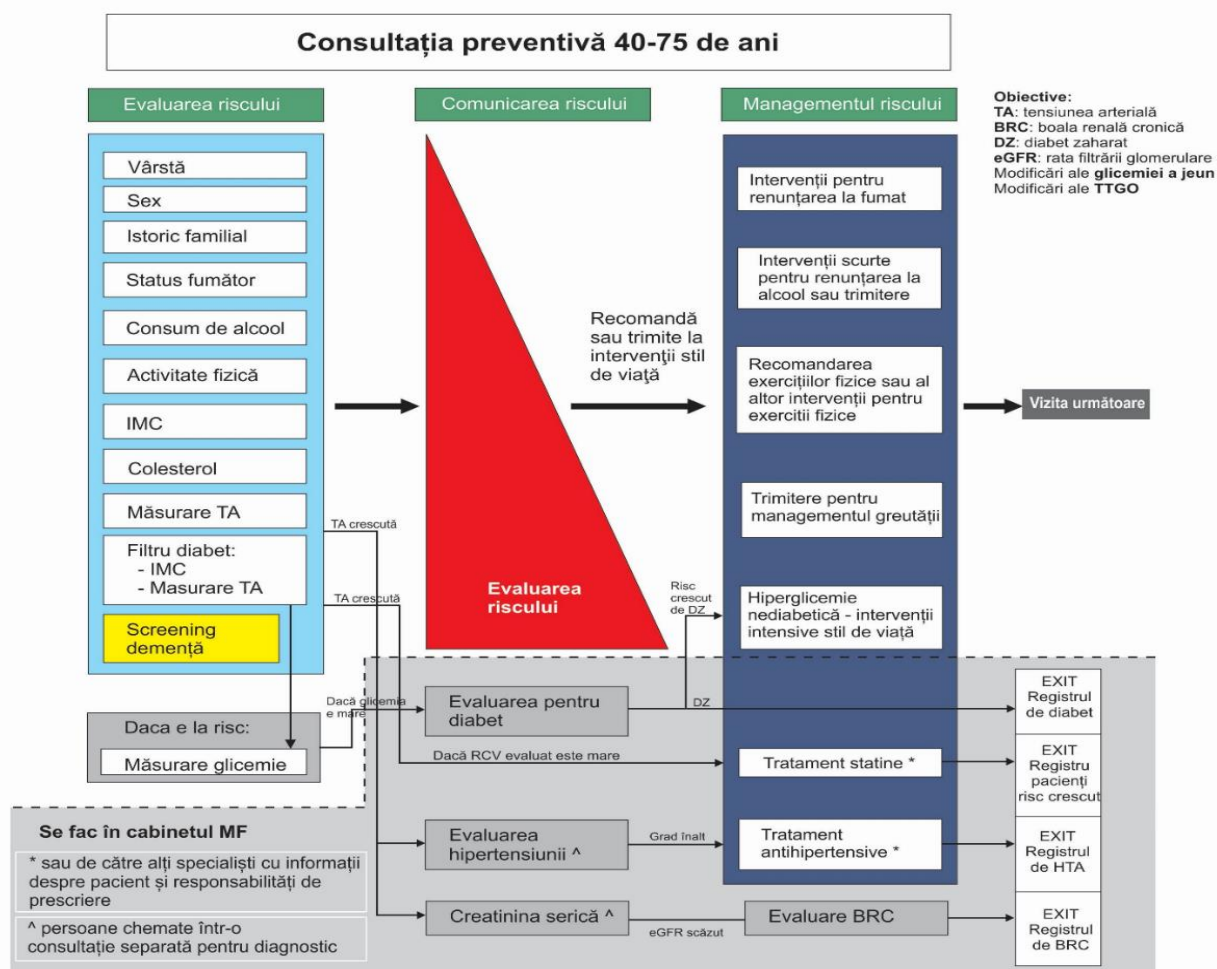 Consultația preventivă 40-75 de ani
Evaluarea riscului
Comunicarea riscului
Managementul riscului
Obiective:
TA: tensiunea arterială
BRC: boala renală cronică
DZ: diabet zaharat
eGFR: rata filtrării glomerulare
Modificări ale glicemiei a jeun
Modificări ale TTGO
Vârstă
Sex
Istoric familial
Status fumător
Consum de alcool
Activitate fizică
IMC
Colesterol
Măsurare TA
Filtru diabet:
- IMC
- Masurare TA
Screening
demență
TA crescută
TA crescută
Daca e la risc:
Măsurare glicemie
Dacă glicemia
e mare
Evaluarea
riscului
Recomandă
sau trimite la
intervenţii stil
de viaţă
Risc
crescut
de DZ
Intervenții pentru
renunțarea la fumat
Intervenții scurte
pentru renunțarea la
alcool sau trimitere
Recomandarea
exercițiilor fizice sau al
altor intervenții pentru
exercitii fizice
Trimitere pentru
managementul greutății
Hiperglicemie
nediabetică - intervenții
intensive stil de viață
Vizita următoare
Evaluarea pentru
diabet
DZ
EXIT
Registrul
de diabet
Dacă RCV evaluat este mare
Tratament statine *
EXIT
Registru
pacienți
risc crescut
Evaluarea
hipertensiunii ^
Grad înalt
Tratament
antihipertensive *
EXIT
Registrul
de HTA
Creatinina serică ^
eGFR scăzut
Evaluare BRC
EXIT
Registrul
de BRC
Se fac în cabinetul MF
* sau de către alți specialiști cu informații
despre pacient și responsabilități de
prescriere
^ persoane chemate într-o
consultație separată pentru diagnostic